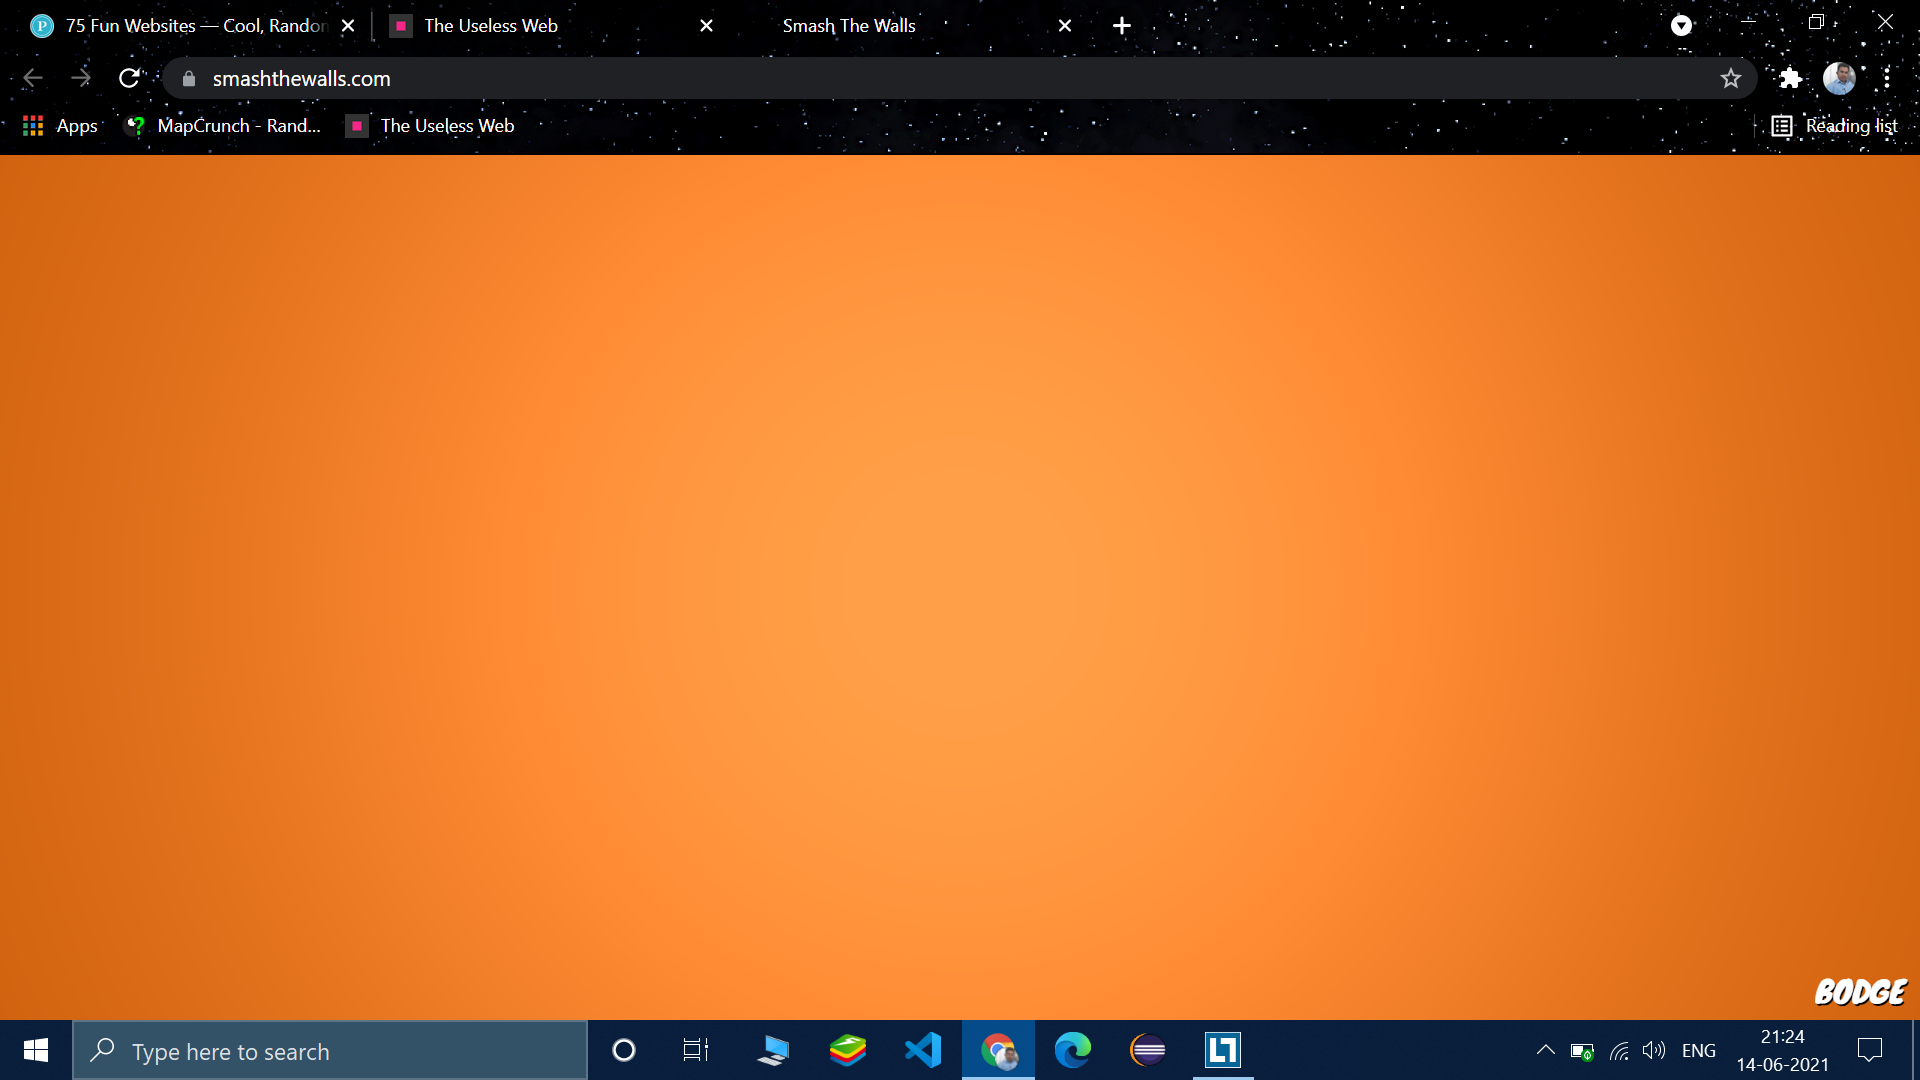 75 Fun Websites — Cool, Randon
The Useless Web
Smash The Walls
smashthewalls.com
Apps
MapCrunch - Rand...
The Useless Web
Reading list
BODGE
Type here to search
ENG
21:24
14-06-2021